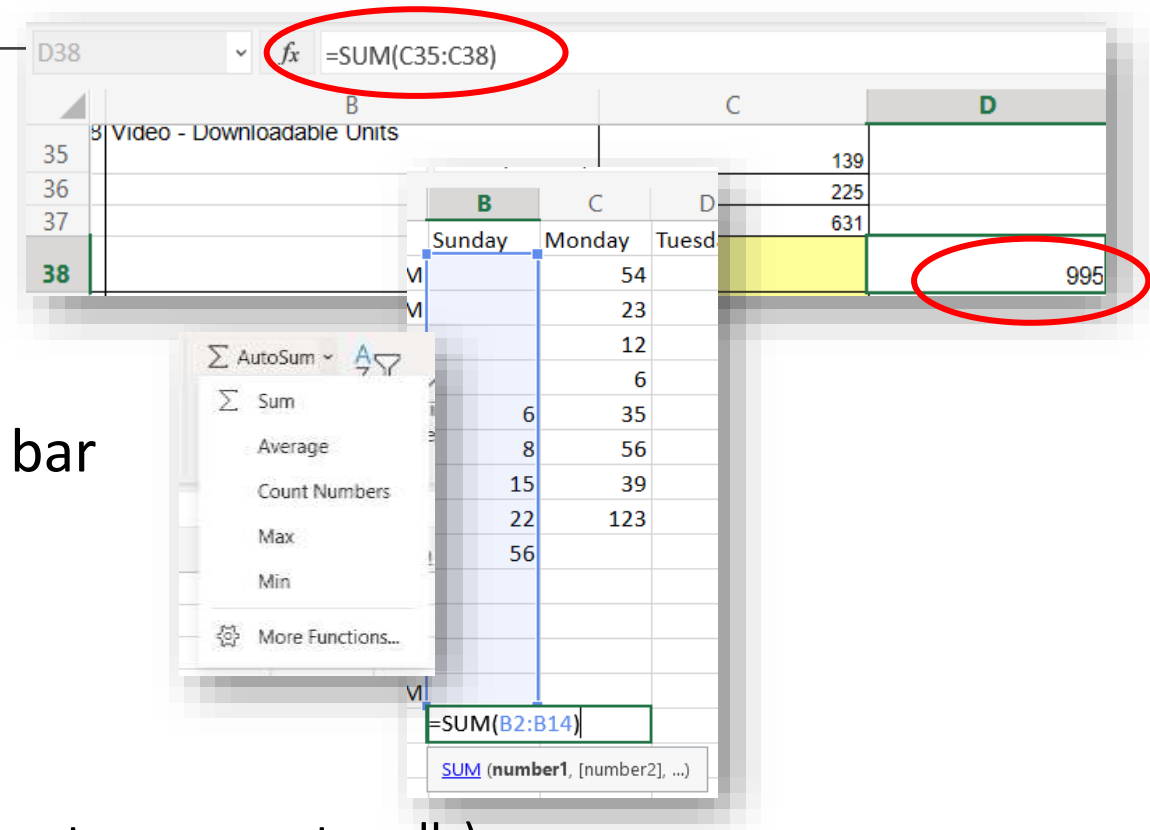 D38 fx =SUM(C35:C38)
B C D
8 Video - Downloadable Units
35 139
36 225
37 631
38 995
B C D
Sunday Monday Tuesd
M 54
M 23
12
6
6 35
8 56
15 39
22 123
56
M
=SUM(B2:B14)
SUM (number1, [number2], ...)
∑ AutoSum
∑ Sum
Average
Count Numbers
Max
Min
More Functions...
bar